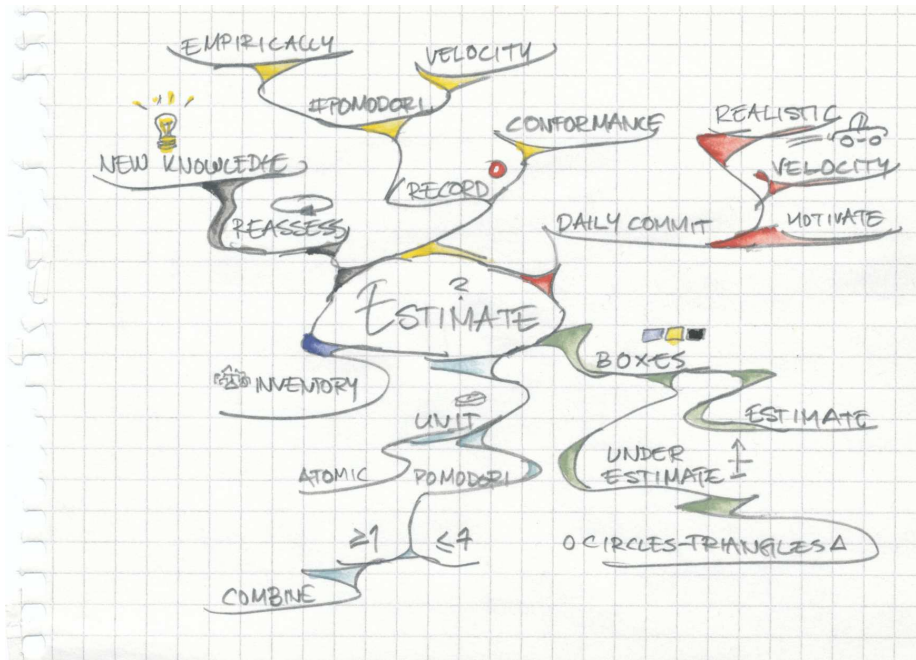 EMPIRICALLY
VELOCITY
#POMODORI
CONFORMANCE
REALISTIC
NEW KNOWLEDGE
VELOCITY
RECORD
REASSESS
DAILY COMMIT
MOTIVATE
?
ESTIMATE
BOXES
INVENTORY
ESTIMATE
UNIT
UNDER
ESTIMATE
ATOMIC
POMODORI
≥1
≤7
O CIRCLES-TRIANGLES Δ
COMBINE